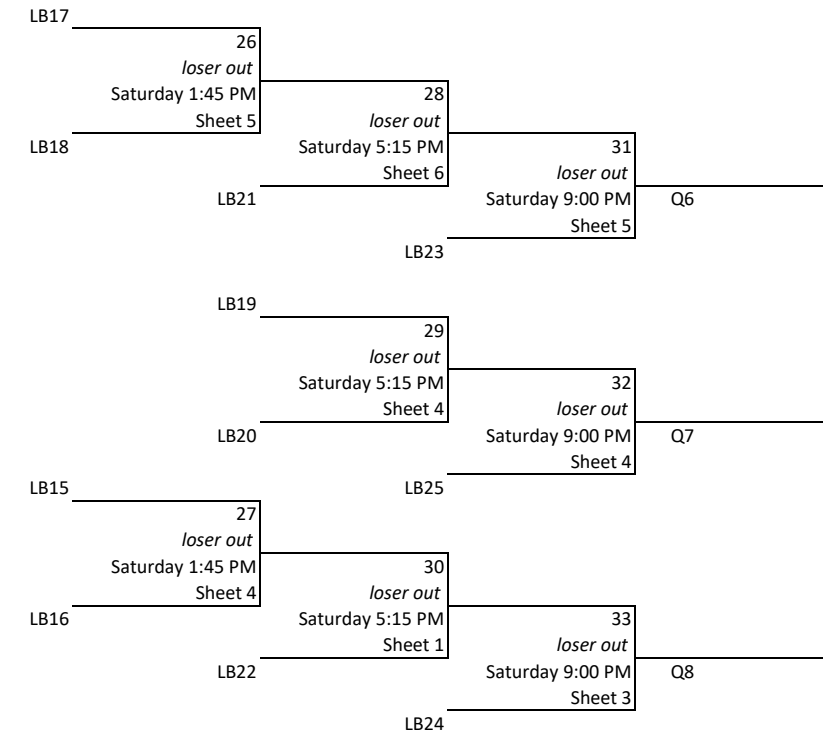 LB17
26
loser out
Saturday 1:45 PM
Sheet 5
LB18
28
loser out
Saturday 5:15 PM
Sheet 6
LB21
31
loser out
Saturday 9:00 PM
Sheet 5
Q6
LB23
LB19
29
loser out
Saturday 5:15 PM
Sheet 4
LB20
32
loser out
Saturday 9:00 PM
Sheet 4
Q7
LB25
LB15
27
loser out
Saturday 1:45 PM
Sheet 4
LB16
30
loser out
Saturday 5:15 PM
Sheet 1
LB22
33
loser out
Saturday 9:00 PM
Sheet 3
Q8
LB24